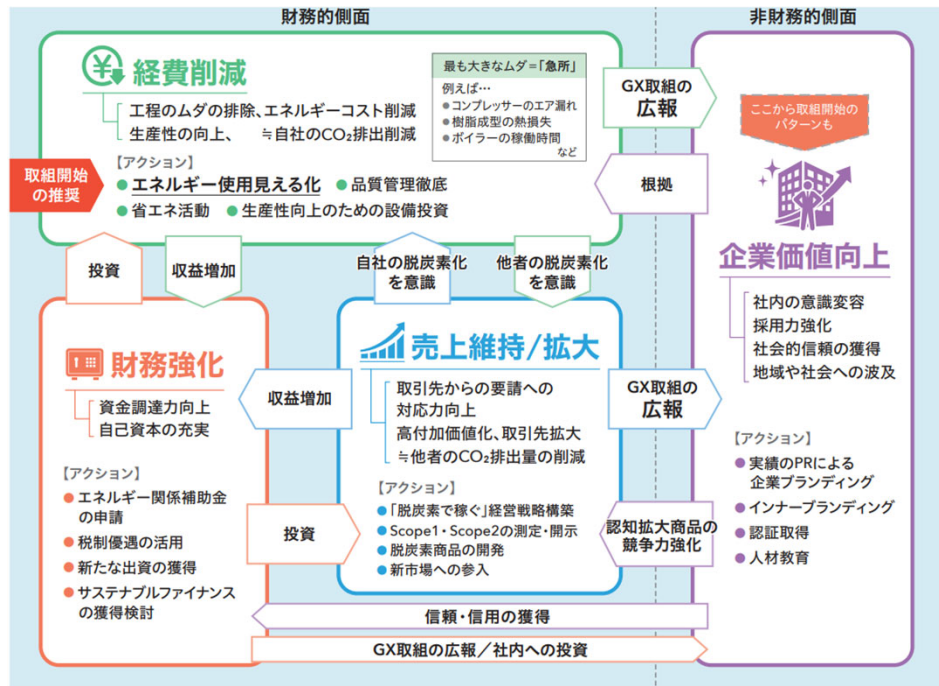 財務的側面
非財務的側面
経費削減
工程のムダの排除、エネルギーコスト削減
生産性の向上、 ≒自社のCO₂排出削減
最も大きなムダ=「急所」
例えば…
●コンプレッサーのエア漏れ
●樹脂成型の熱損失
●ボイラーの稼働時間
など
【アクション】
●エネルギー使用見える化 ●品質管理徹底
●省エネ活動 ●生産性向上のための設備投資
取組開始
の推奨
GX取組の
広報
根拠
ここから取組開始の
パターンも
企業価値向上
社内の意識変容
採用力強化
社会的信頼の獲得
地域や社会への波及
【アクション】
●実績のPRによる
企業ブランディング
●インナーブランディング
●認証取得
●人材教育
投資
収益増加
自社の脱炭素化
を意識
他者の脱炭素化
を意識
財務強化
資金調達力向上
自己資本の充実
【アクション】
●エネルギー関係補助金
の申請
●税制優遇の活用
●新たな出資の獲得
●サステナブルファイナンス
の獲得検討
収益増加
投資
売上維持/拡大
取引先からの要請への
対応力向上
高付加価値化、取引先拡大
≒他者のCO₂排出量の削減
【アクション】
●「脱炭素で稼ぐ」経営戦略構築
●Scope1・Scope2の測定・開示
●脱炭素商品の開発
●新市場への参入
GX取組の
広報
認知拡大商品の
競争力強化
信頼・信用の獲得
GX取組の広報/社内への投資